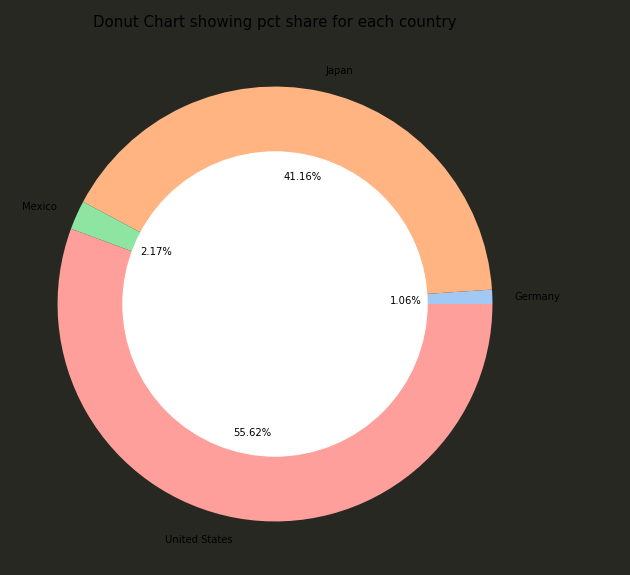 Donut Chart showing pct share for each country
Japan
41.16%
Mexico
2.17%
1.06%
Germany
55.62%
United States